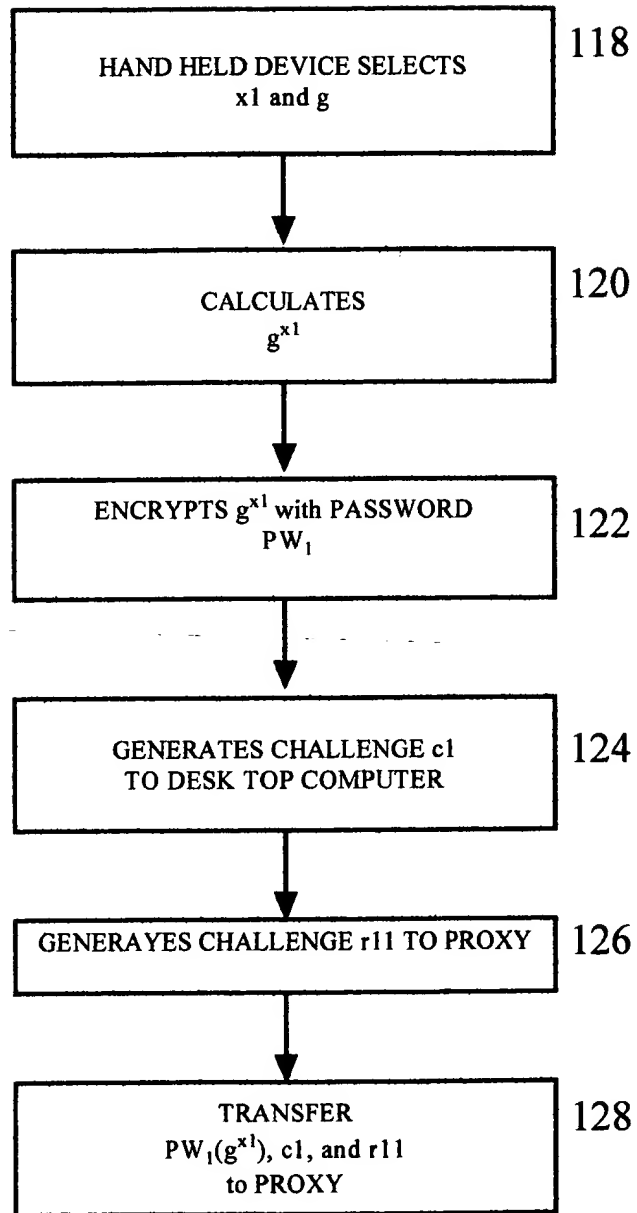 HAND HELD DEVICE SELECTS
x1 and g
118
CALCULATES
g^x1
120
ENCRYPTS g^x1 with PASSWORD
PW₁
122
GENERATES CHALLENGE c1
TO DESK TOP COMPUTER
124
GENERAYES CHALLENGE r11 TO PROXY
126
TRANSFER
PW₁(g^x1), c1, and r11
to PROXY
128